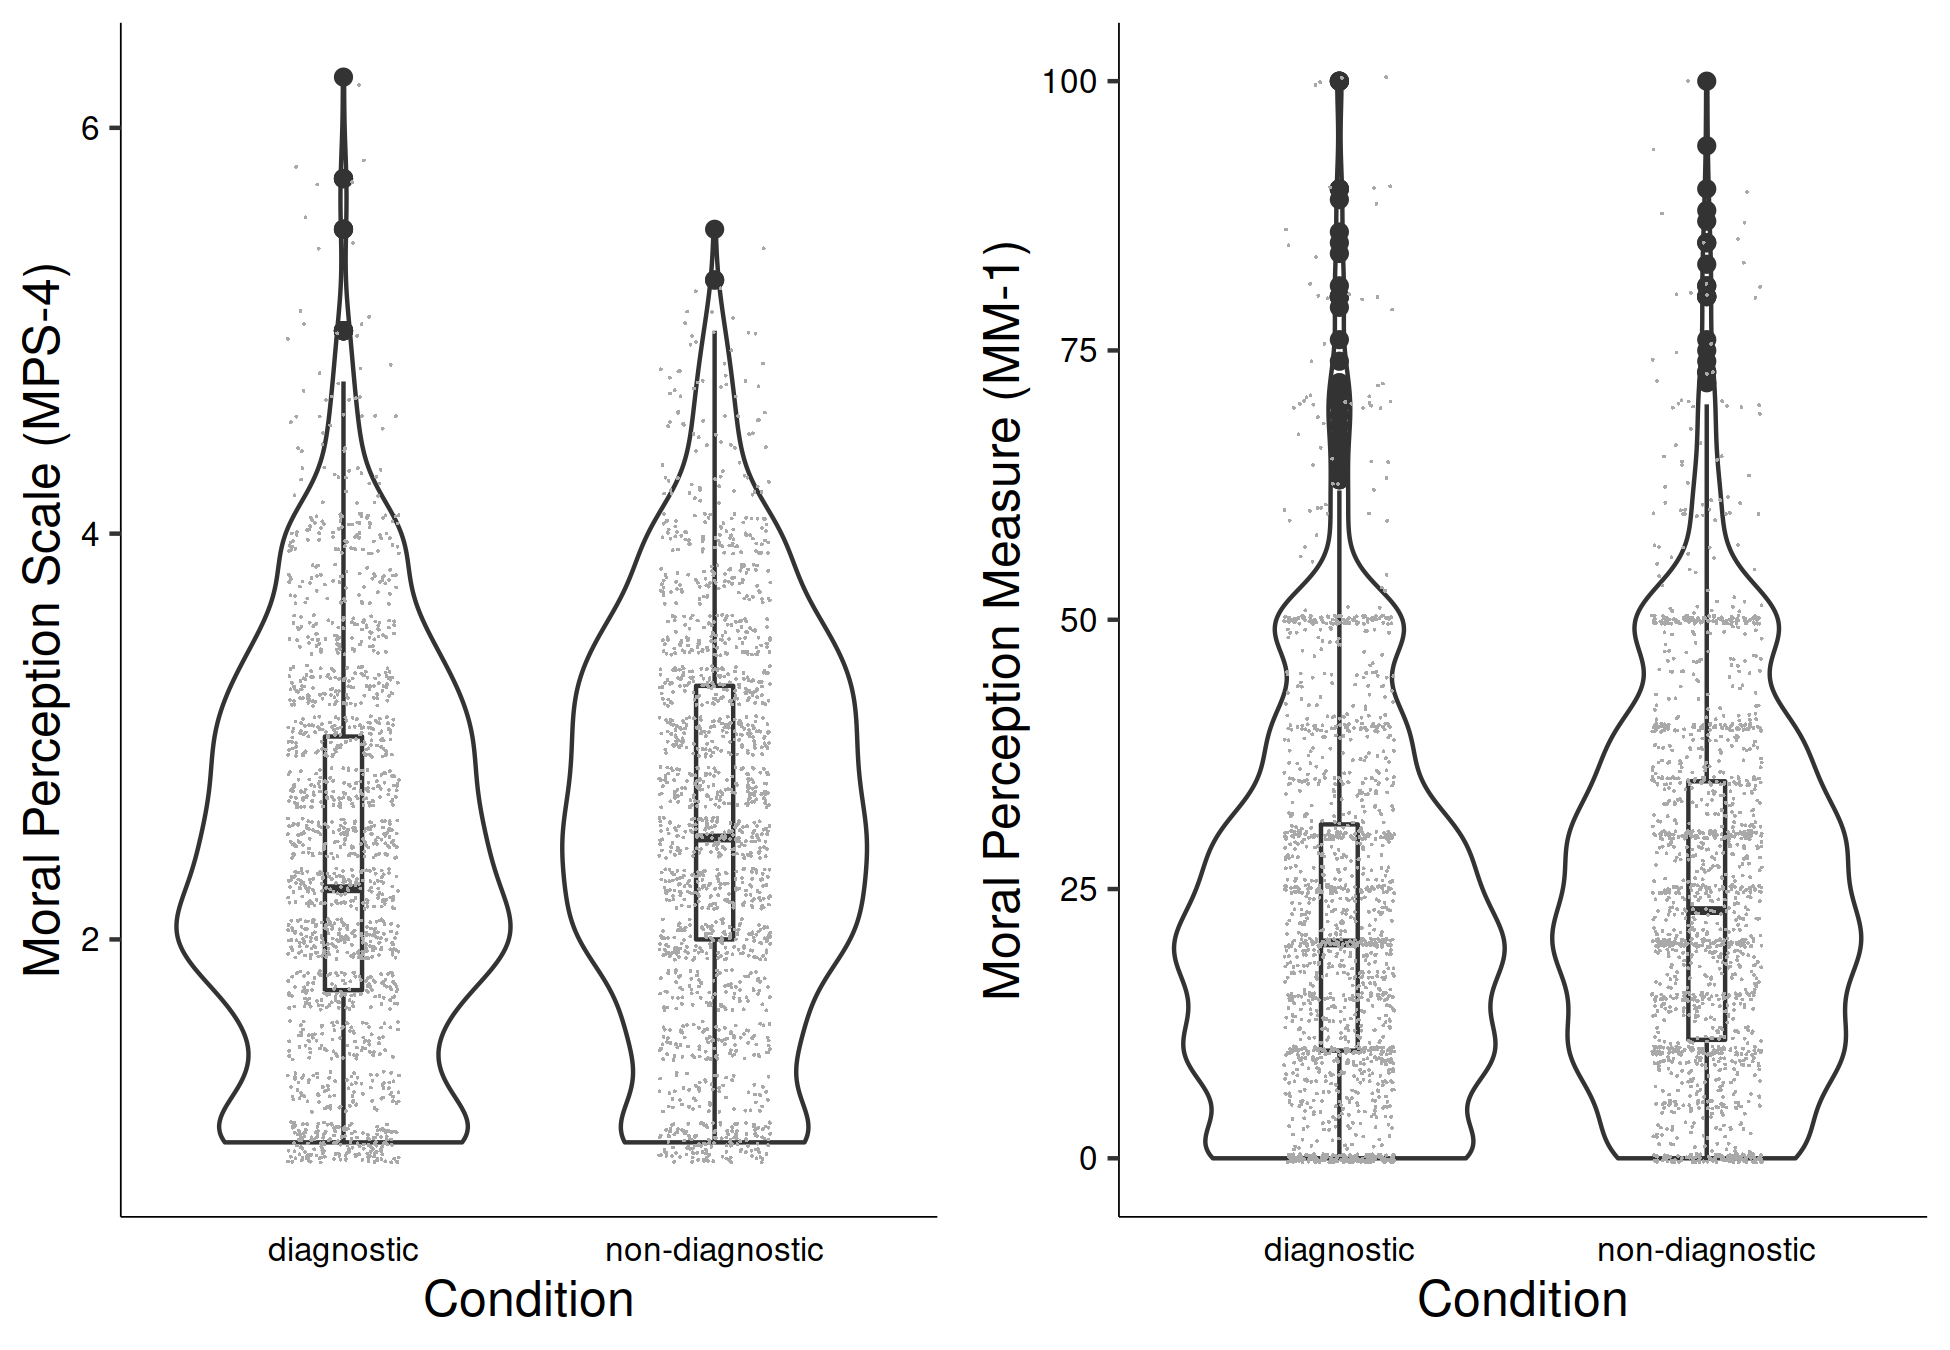 Moral Perception Scale (MPS-4)
6
4
2
diagnostic
non-diagnostic
Condition
Moral Perception Measure (MM-1)
100
75
50
25
0
diagnostic
non-diagnostic
Condition